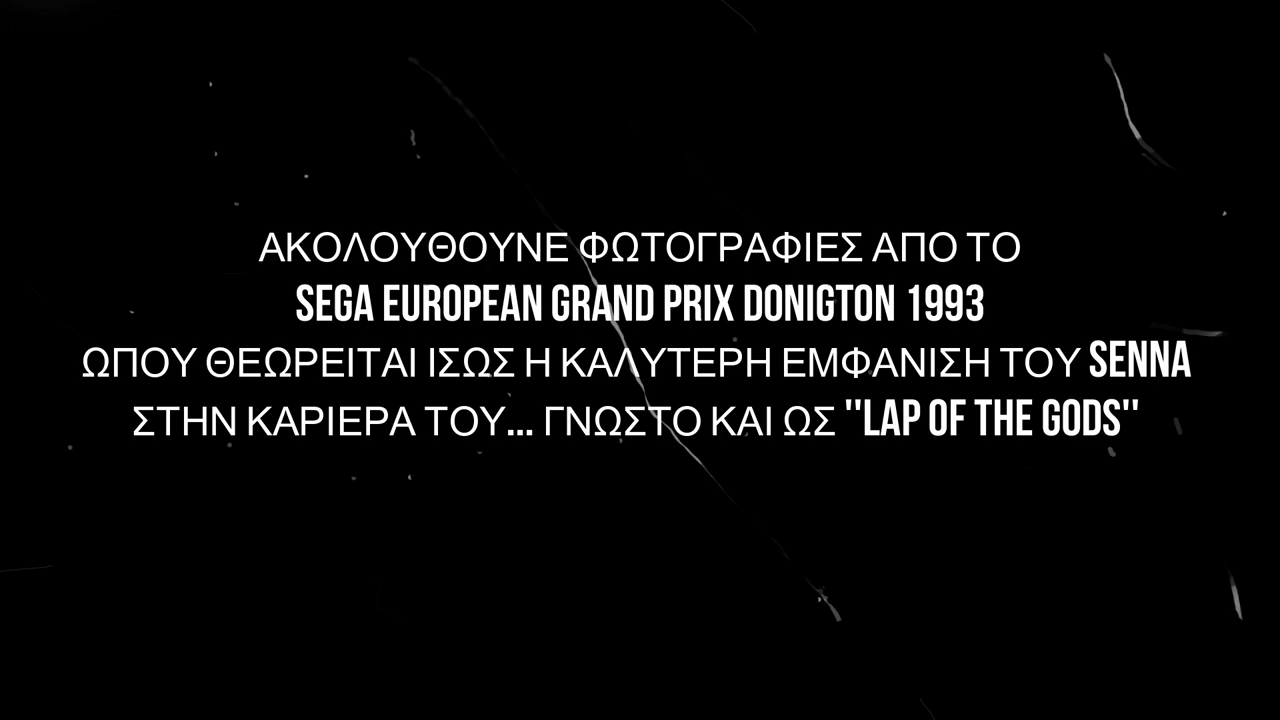 ΑΚΟΛΟΥΘΟΥΝΕ ΦΩΤΟΓΡΑΦΙΕΣ ΑΠΟ ΤΟ
SEGA EUROPEAN GRAND PRIX DONIGTON 1993
ΩΠΟΥ ΘΕΩΡΕΙΤΑΙ ΙΣΩΣ Η ΚΑΛΥΤΕΡΗ ΕΜΦΑΝΙΣΗ ΤΟΥ SENNA
ΣΤΗΝ ΚΑΡΙΕΡΑ ΤΟΥ... ΓΝΩΣΤΟ ΚΑΙ ΩΣ "LAP OF THE GODS"